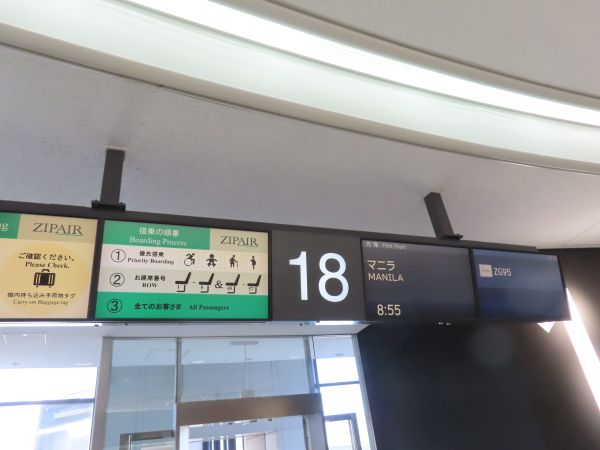 ng
ZIPAIR
ご確認ください。
Please Check.
機内持ち込み手荷物タグ
Carry-on Baggage tag
搭乗の順番
Boarding Process
ZIPAIR
① 優先搭乗
Priority Boarding
② お座席番号
ROW
&
③ 全てのお客さま All Passengers
18
先発 First Flight
マニラ
MANILA
8:55
ZG95